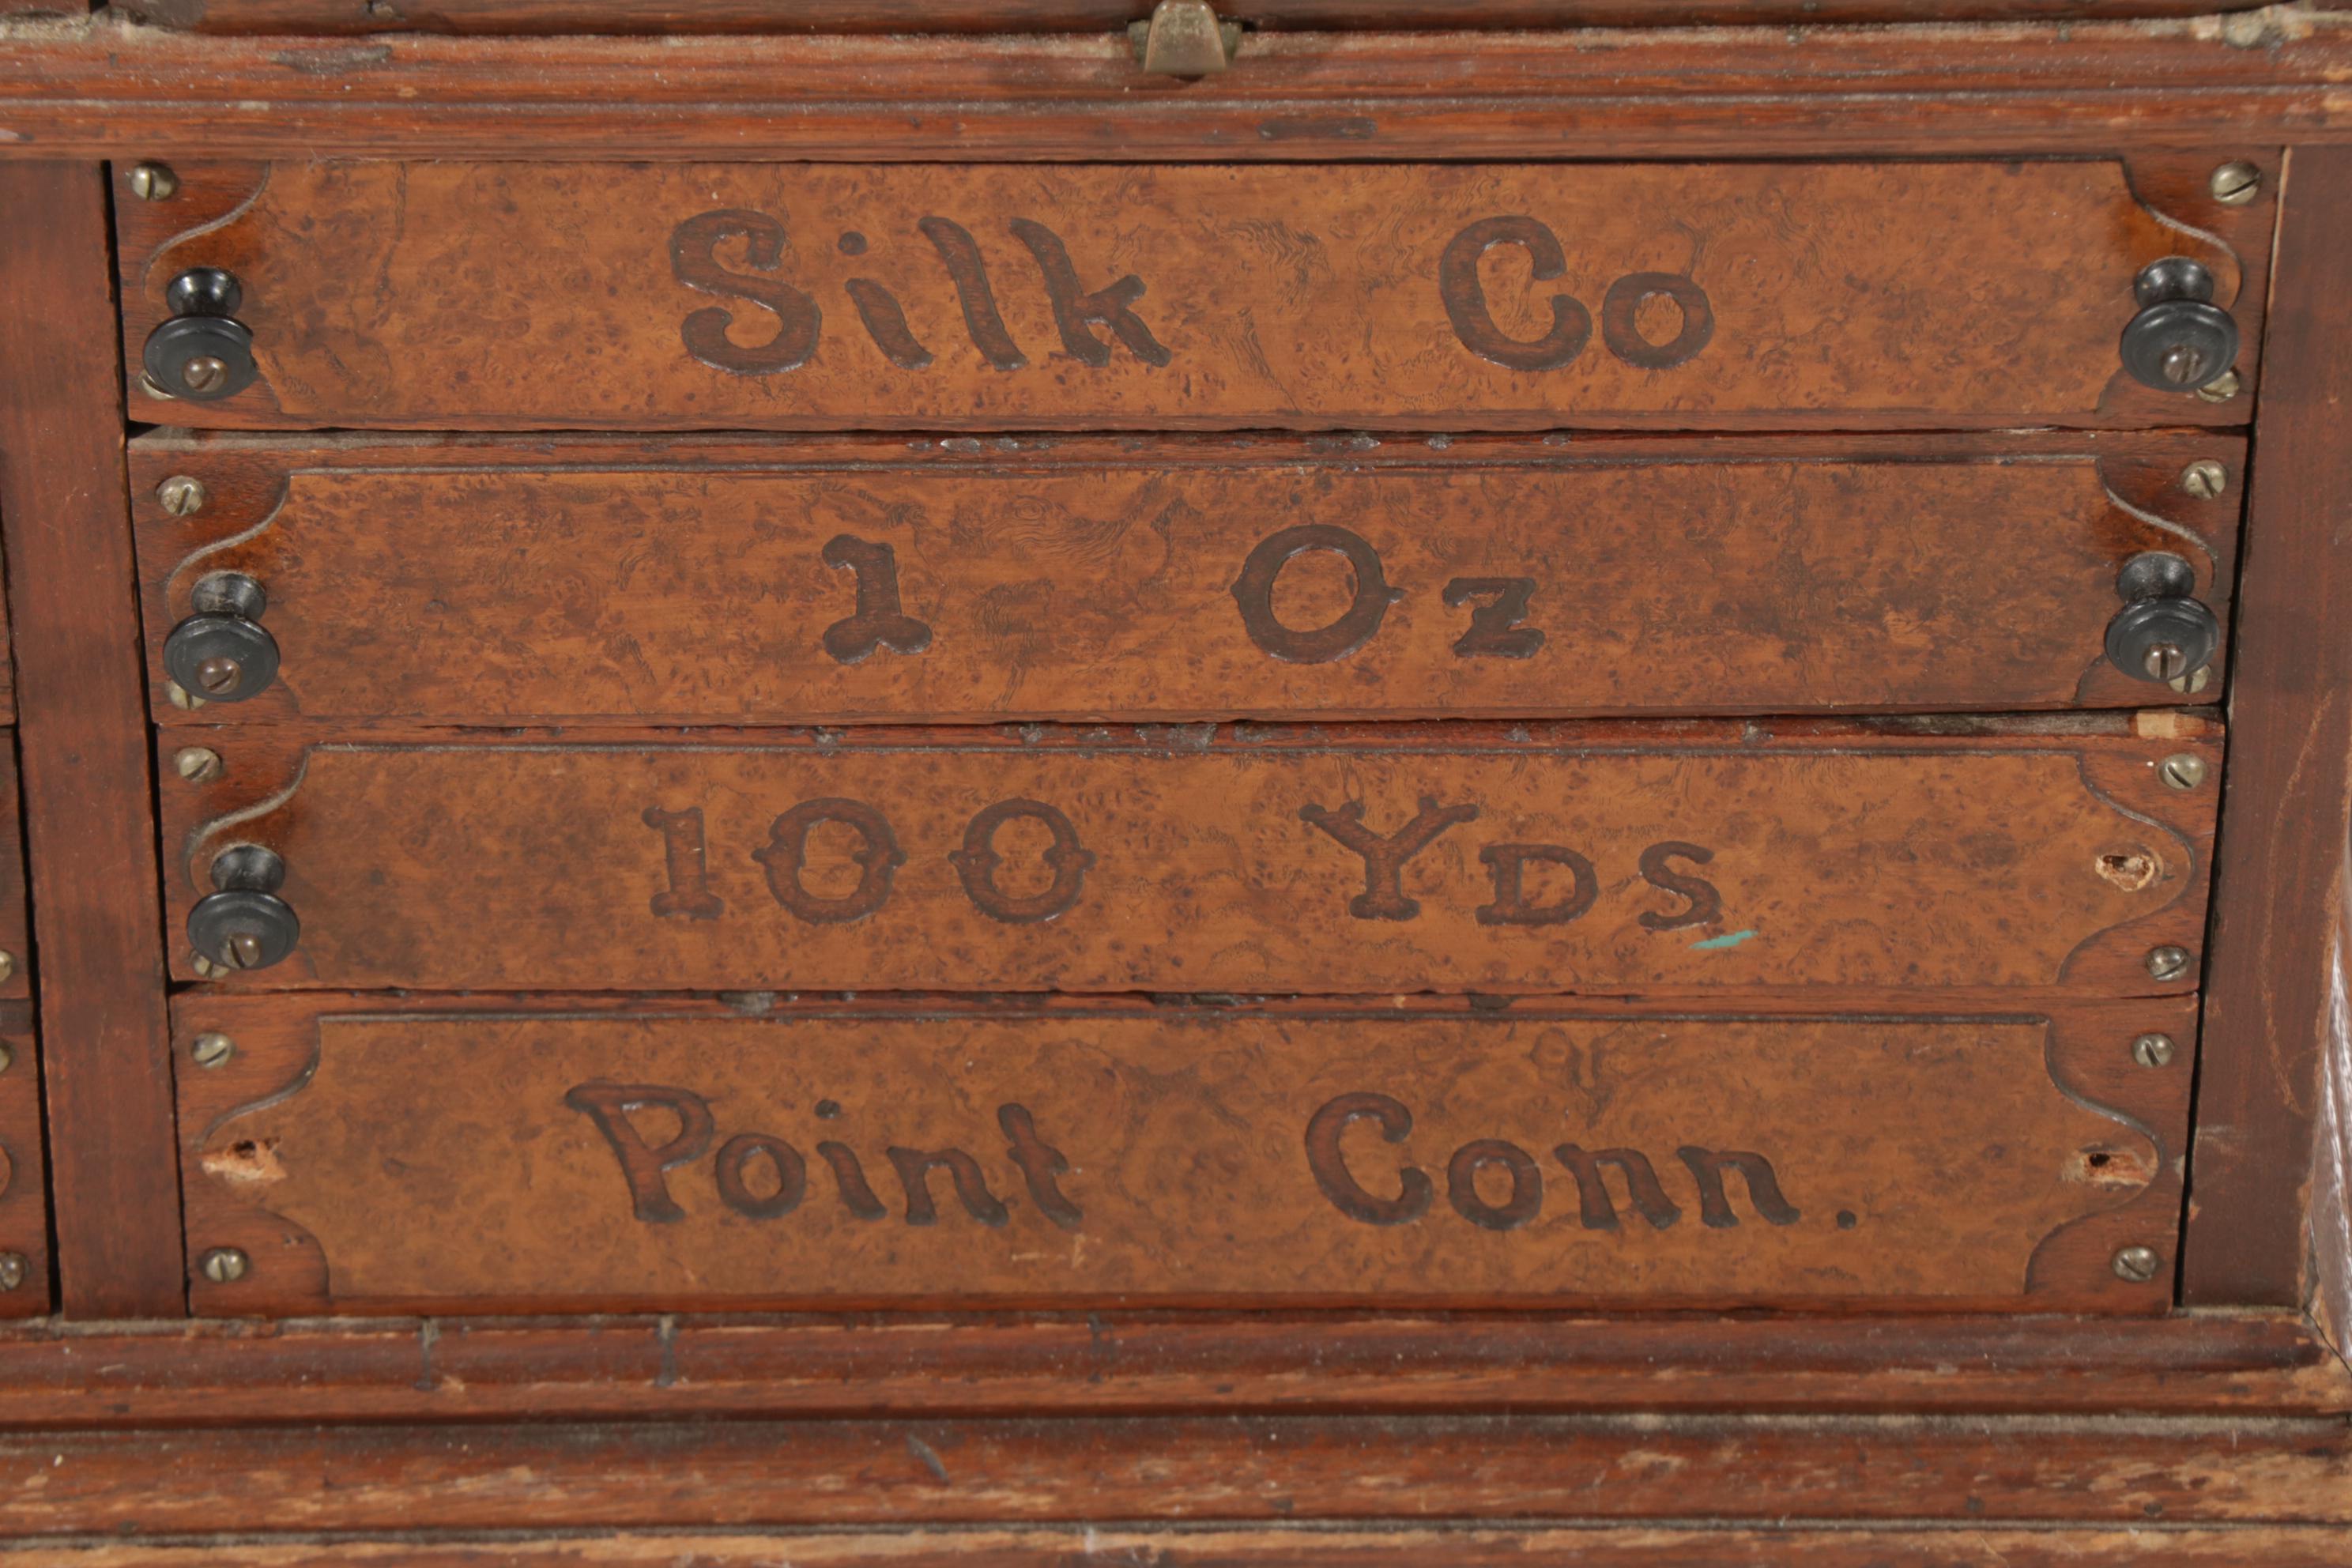 Silk Co
1 Oz
100 Yds
Point Conn.